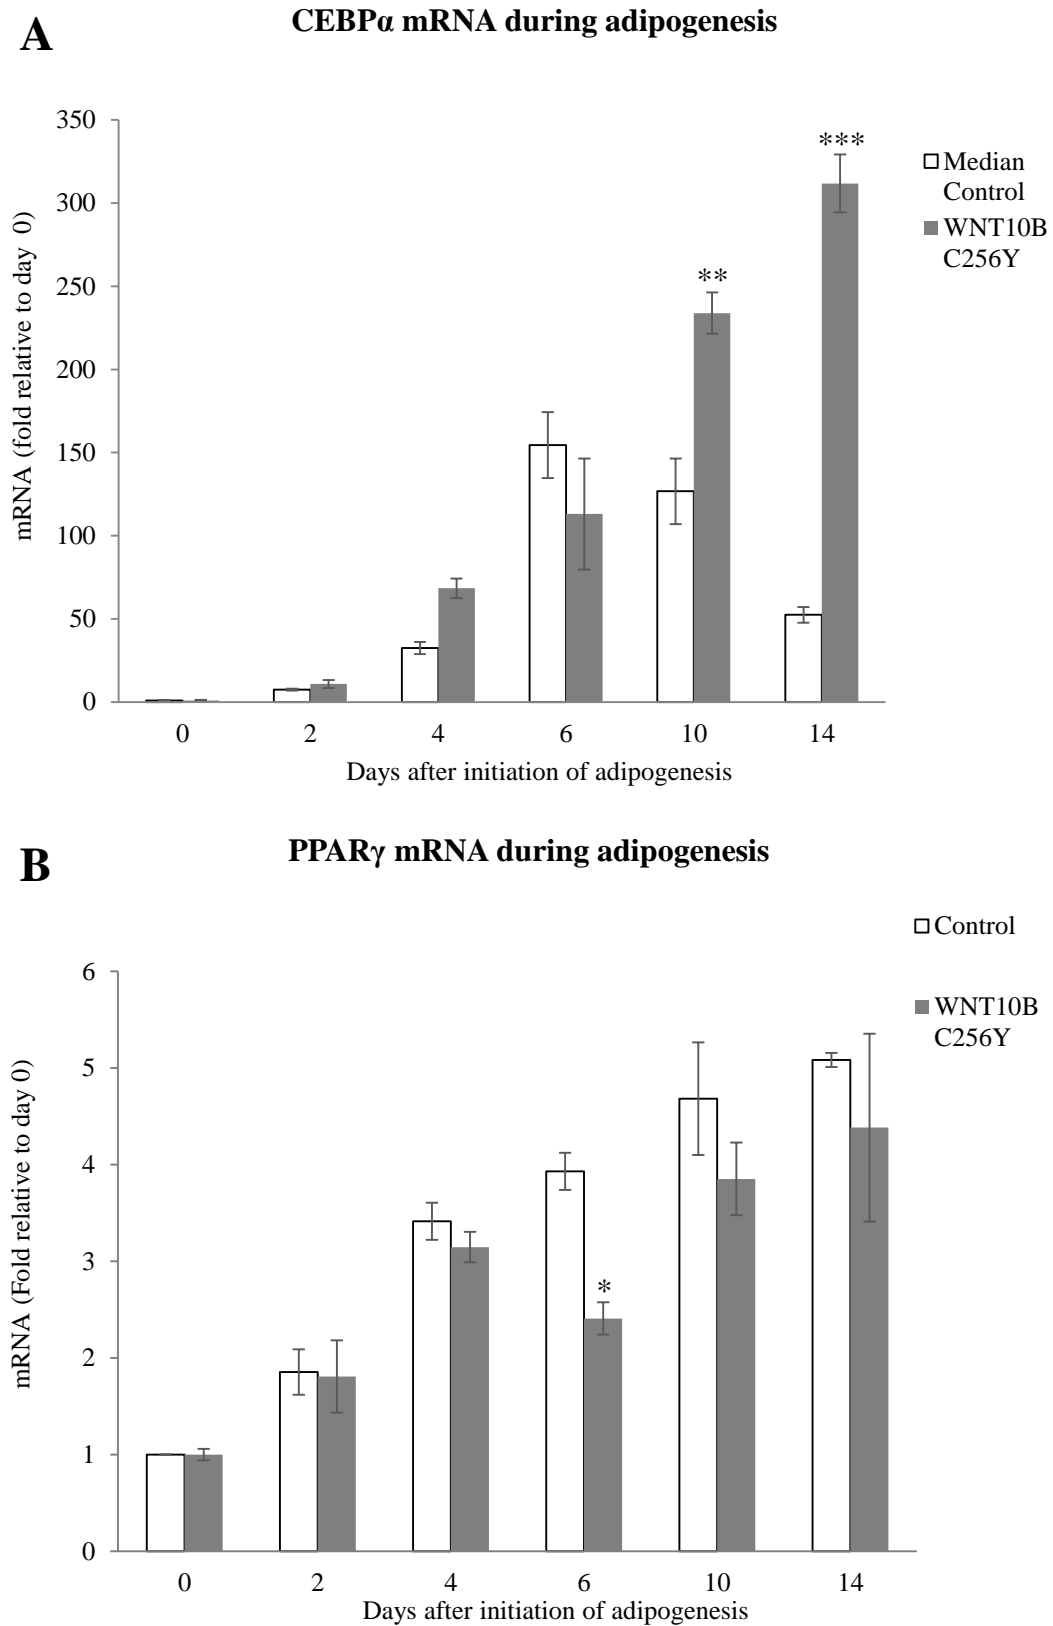 A
CEBPα mRNA during adipogenesis
mRNA (fold relative to day 0)
350
300
250
200
150
100
50
0
***
**
Median
Control
WNT10B
C256Y
0 2 4 6 10 14
Days after initiation of adipogenesis
B
PPARγ mRNA during adipogenesis
Control
WNT10B
C256Y
mRNA (Fold relative to day 0)
6
5
4
3
2
1
0
*
0 2 4 6 10 14
Days after initiation of adipogenesis